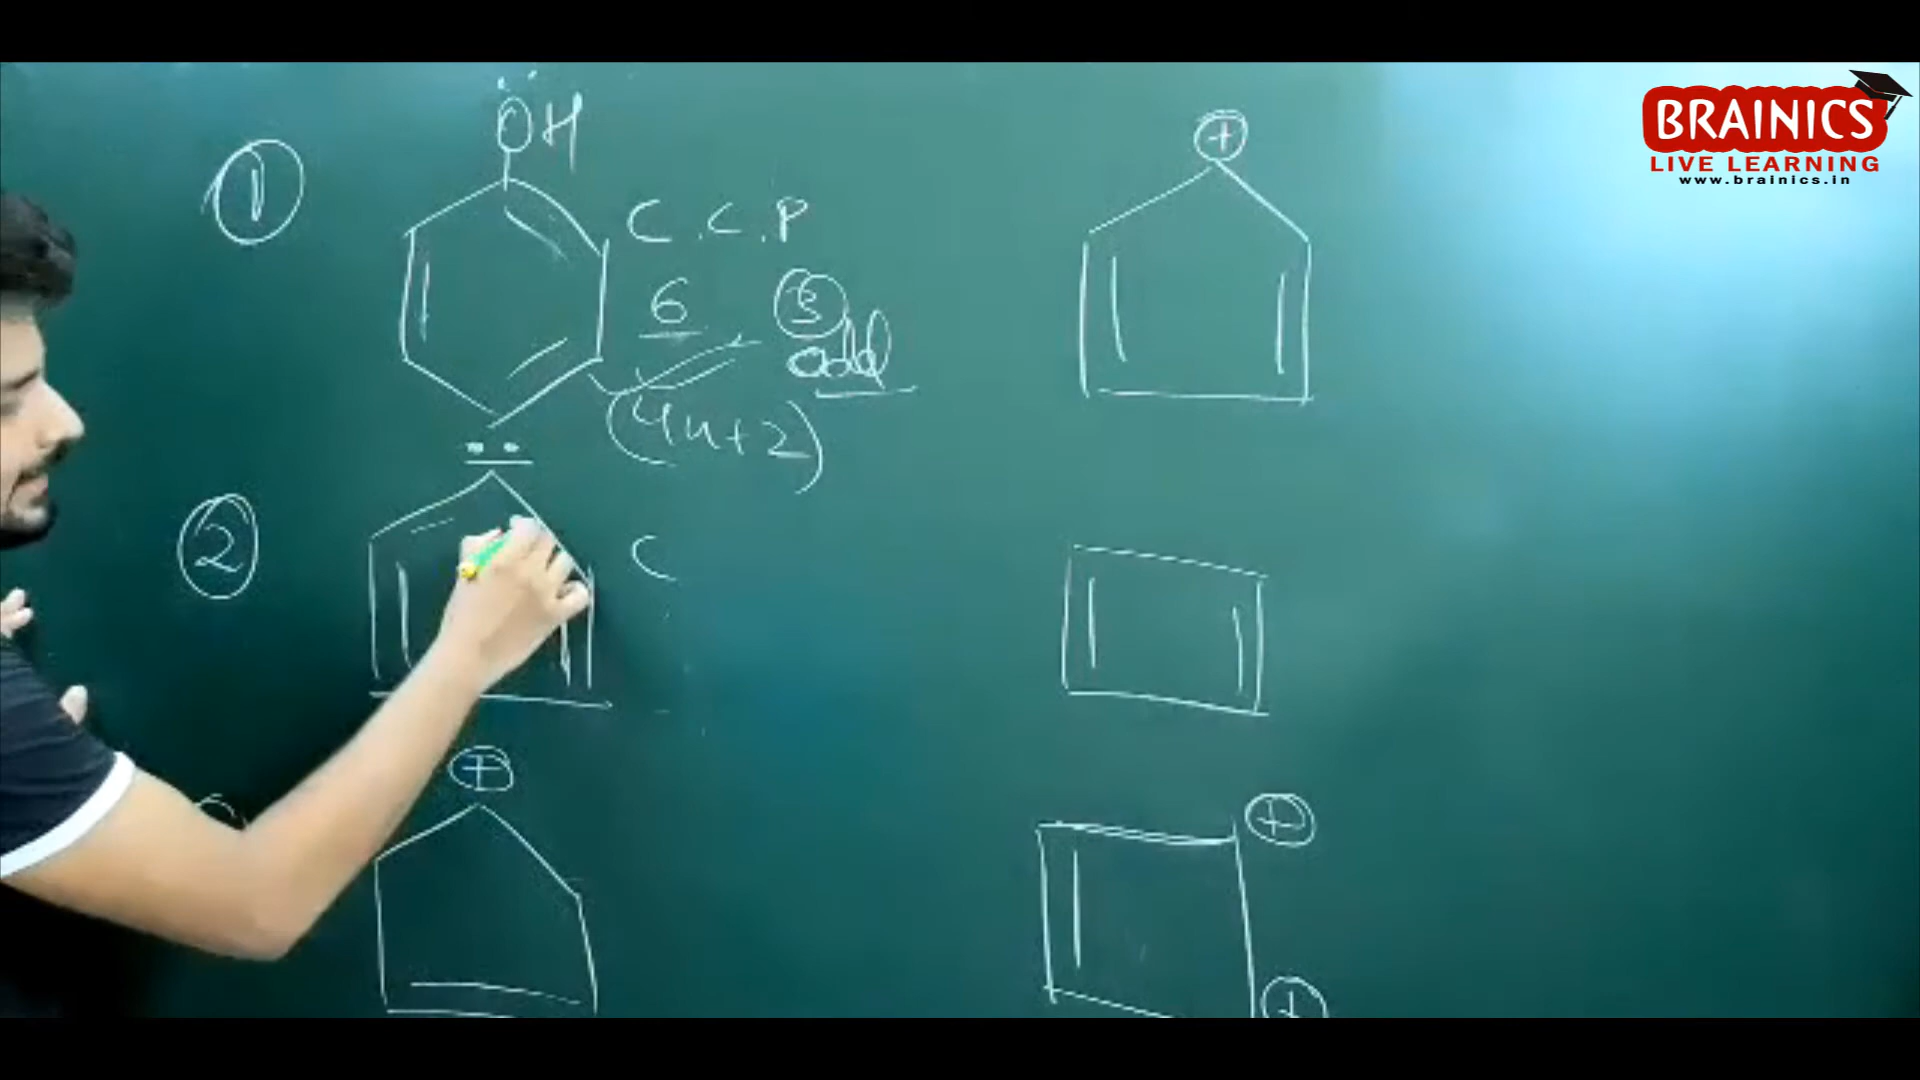 ÖH
①
C.C.P
6 ③
odd
(4n+2)
②
C
⊕
⊕
⊕
⊕
BRAINICS
LIVE LEARNING
www.brainics.in